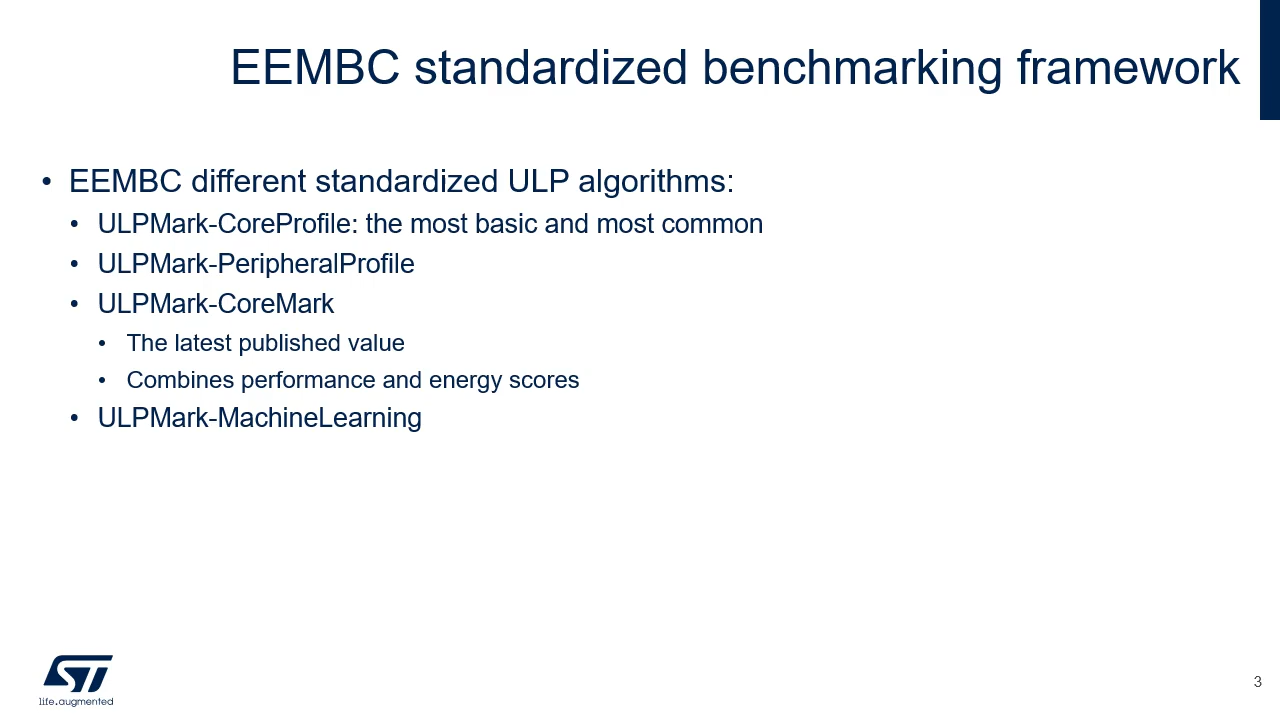 EEMBC standardized benchmarking framework
• EEMBC different standardized ULP algorithms:
• ULPMark-CoreProfile: the most basic and most common
• ULPMark-PeripheralProfile
• ULPMark-CoreMark
• The latest published value
• Combines performance and energy scores
• ULPMark-MachineLearning
ST
life.augmented
3